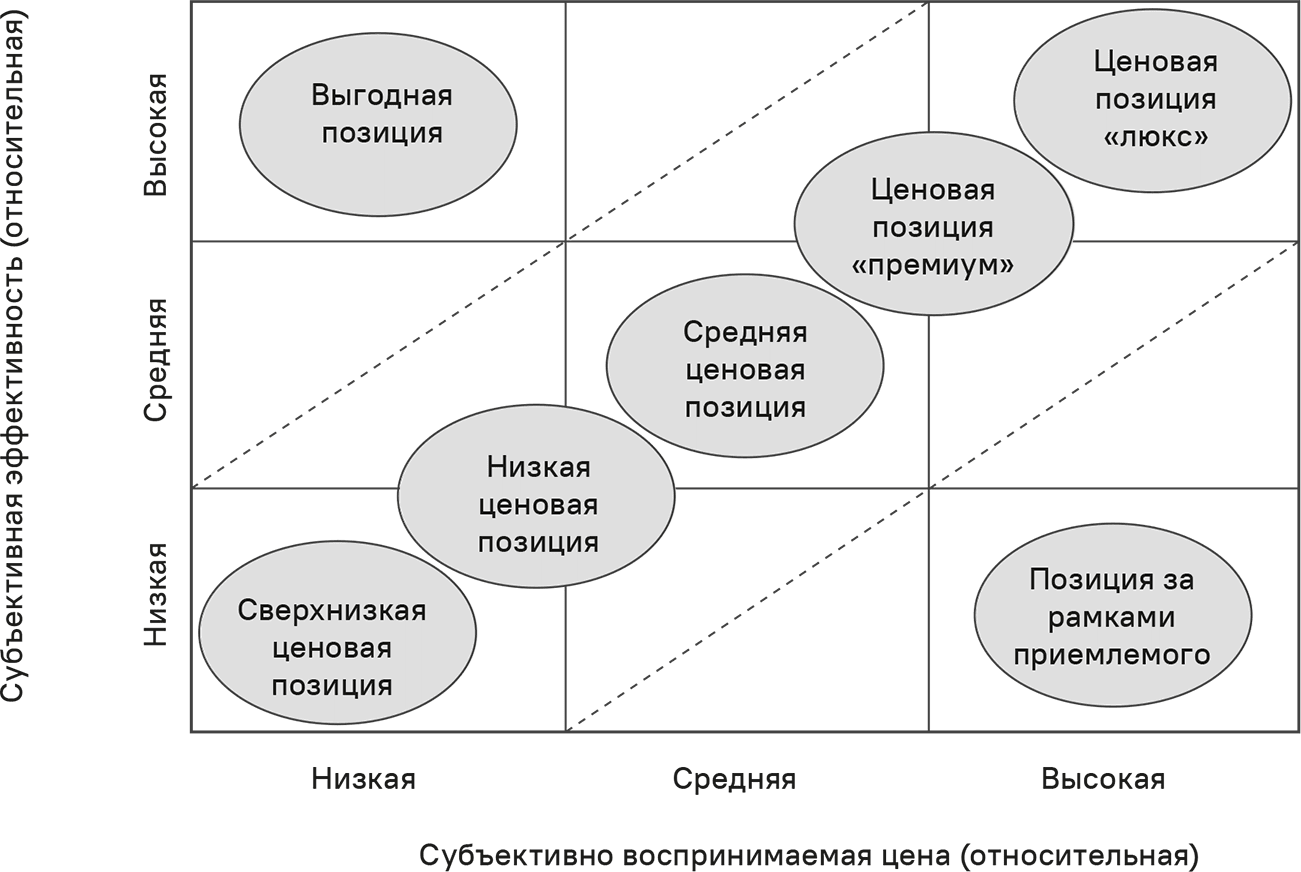 Субъективная эффективность (относительная)
Высокая
Средняя
Низкая
Выгодная
позиция
Ценовая
позиция
«люкс»
Ценовая
позиция
«премиум»
Средняя
ценовая
позиция
Низкая
ценовая
позиция
Сверхнизкая
ценовая
позиция
Позиция за
рамками
приемлемого
Низкая
Средняя
Высокая
Субъективно воспринимаемая цена (относительная)